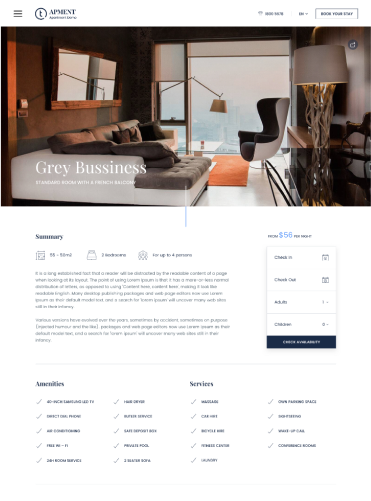 APMENT
Apartment Demo
EN
BOOK YOUR STAY
Grey Bussiness
STANDARD ROOM WITH A FRENCH BALCONY
Summary
FROM $56 PER NIGHT
55 - 60m2
3 Bedrooms
For up to 4 persons
Check In
Check Out
Adults
1
Children
0
CHECK AVAILABILITY
It is a long established fact that a reader will be distracted by the readable content of a page
when looking at its layout. The point of using Lorem Ipsum is that it has a more-or-less normal
distribution of letters, as opposed to using 'Content here, content here', making it look like
readable English. Many desktop publishing packages and web page editors now use Lorem
Ipsum as their default model text, and a search for 'lorem ipsum' will uncover many web sites
still in their infancy.
Various versions have evolved over the years, sometimes by accident, sometimes on purpose
(injected humour and the like). packages and web page editors now use Lorem Ipsum as their
default model text, and a search for 'lorem ipsum' will uncover many web sites still in their
infancy.
Amenities
Services
40-INCH SAMSUNG LED TV
HAIR DRYER
MASSAGE
OWN PARKING SPACE
DIRECT DIAL PHONE
BUTLER SERVICE
CAR HIRE
SIGHTSEEING
AIR CONDITIONING
SAFE DEPOSIT BOX
BICYCLE HIRE
WAKE-UP CALL
FREE WI - FI
PRIVATE POOL
FITNESS CENTER
CONFERENCE ROOMS
24H ROOM SERVICE
2 SEATER SOFA
LAUNDRY